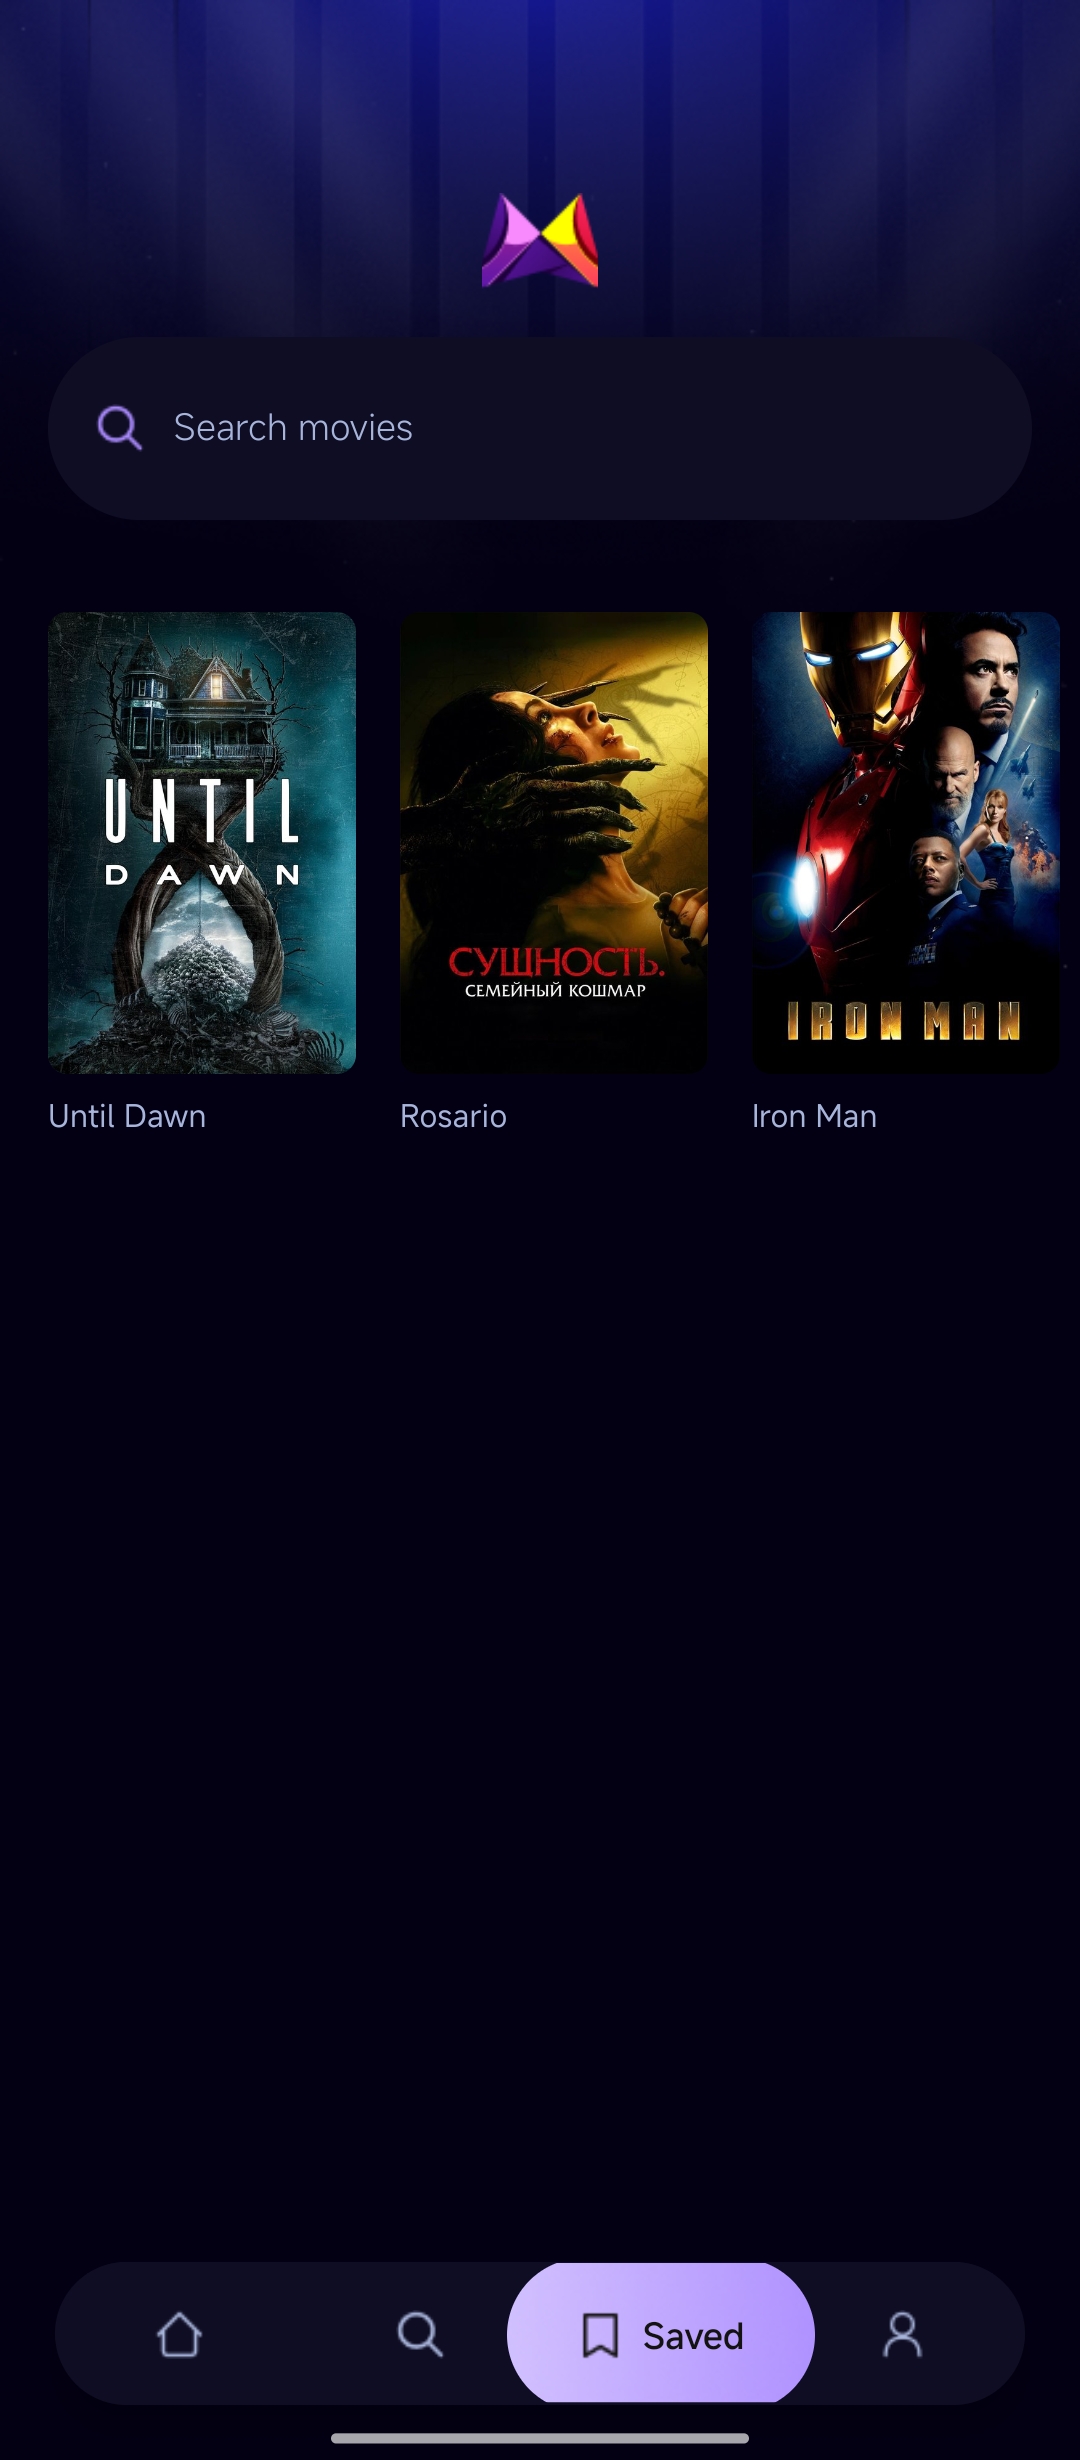 Search movies
UNTIL
DAWN
СУЩНОСТЬ.
СЕМЕЙНЫЙ КОШМАР
IRON MAN
Until Dawn
Rosario
Iron Man
Saved